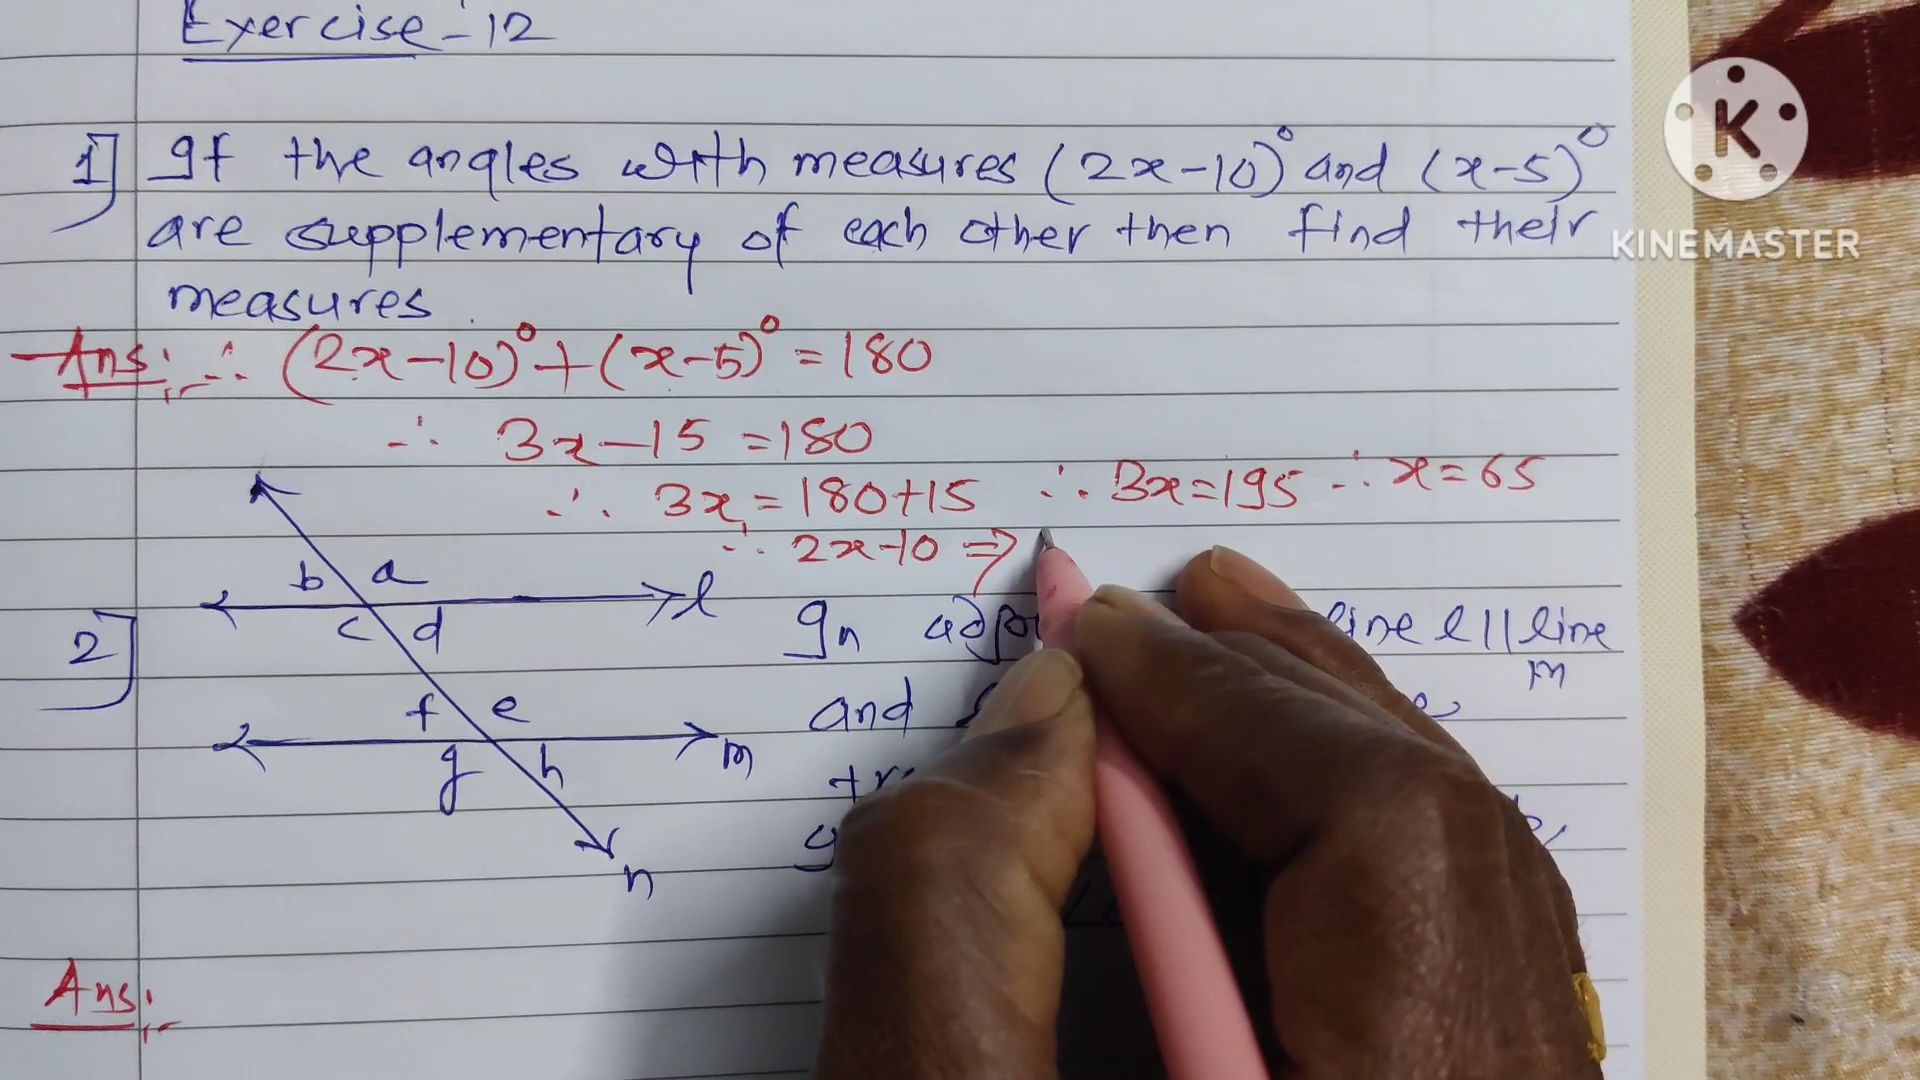 Exercise-12
1] If the angles with measures (2x-10)° and (x-5)°
are supplementary of each other then find their
measures.
Ans:- ∴ (2x-10)°+(x-5)° = 180
∴ 3x-15 = 180
∴ 3x = 180+15 ∴ 3x=195 ∴ x=65
∴ 2x-10 ⇒
b a
l
c d
2]
In line l||line
m
and
f e
m
g h
n
Ans:-
K
KINEMASTER